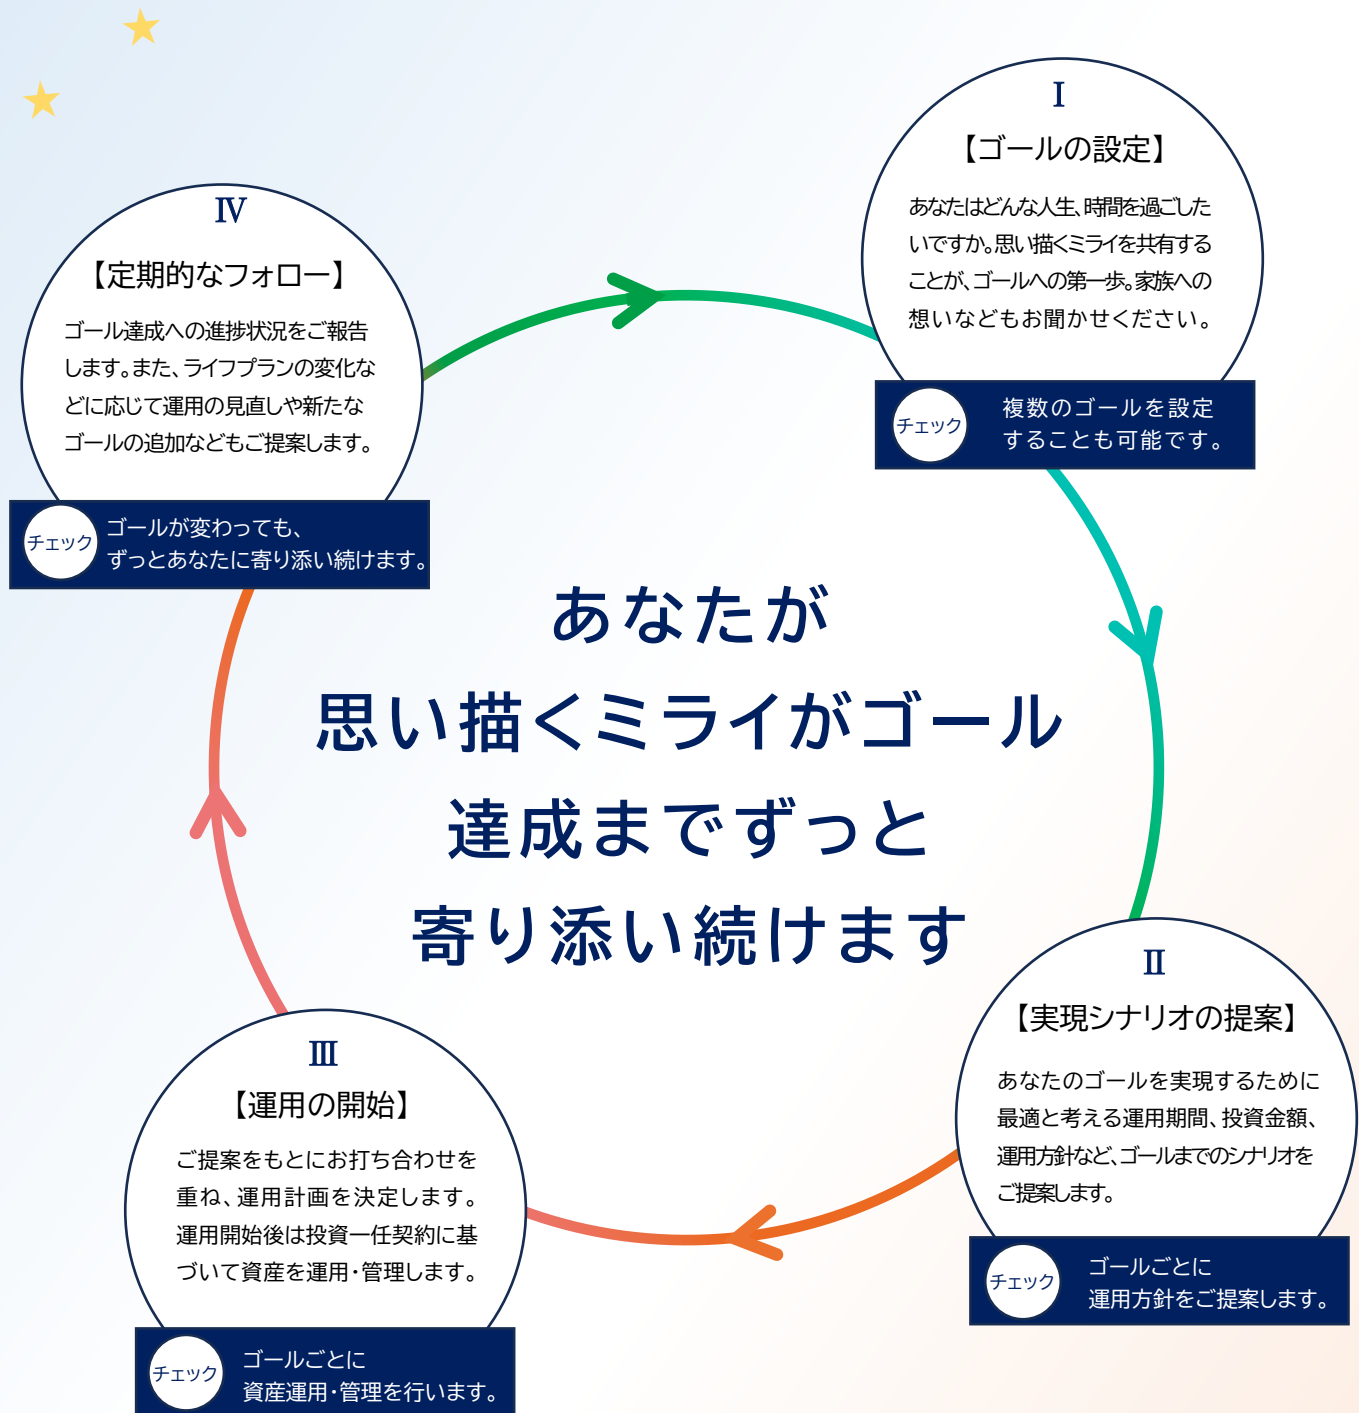 Ⅰ
【ゴールの設定】
あなたはどんな人生、時間を過ごした
いですか。思い描くミライを共有する
ことが、ゴールへの第一歩。家族への
想いなどもお聞かせください。
チェック
複数のゴールを設定
することも可能です。
Ⅳ
【定期的なフォロー】
ゴール達成への進捗状況をご報告
します。また、ライフプランの変化な
どに応じて運用の見直しや新たな
ゴールの追加などもご提案します。
チェック
ゴールが変わっても、
ずっとあなたに寄り添い続けます。
あなたが
思い描くミライがゴール
達成までずっと
寄り添い続けます
Ⅱ
【実現シナリオの提案】
あなたのゴールを実現するために
最適と考える運用期間、投資金額、
運用方針など、ゴールまでのシナリオを
ご提案します。
チェック
ゴールごとに
運用方針をご提案します。
Ⅲ
【運用の開始】
ご提案をもとにお打ち合わせを
重ね、運用計画を決定します。
運用開始後は投資一任契約に基
づいて資産を運用・管理します。
チェック
ゴールごとに
資産運用・管理を行います。